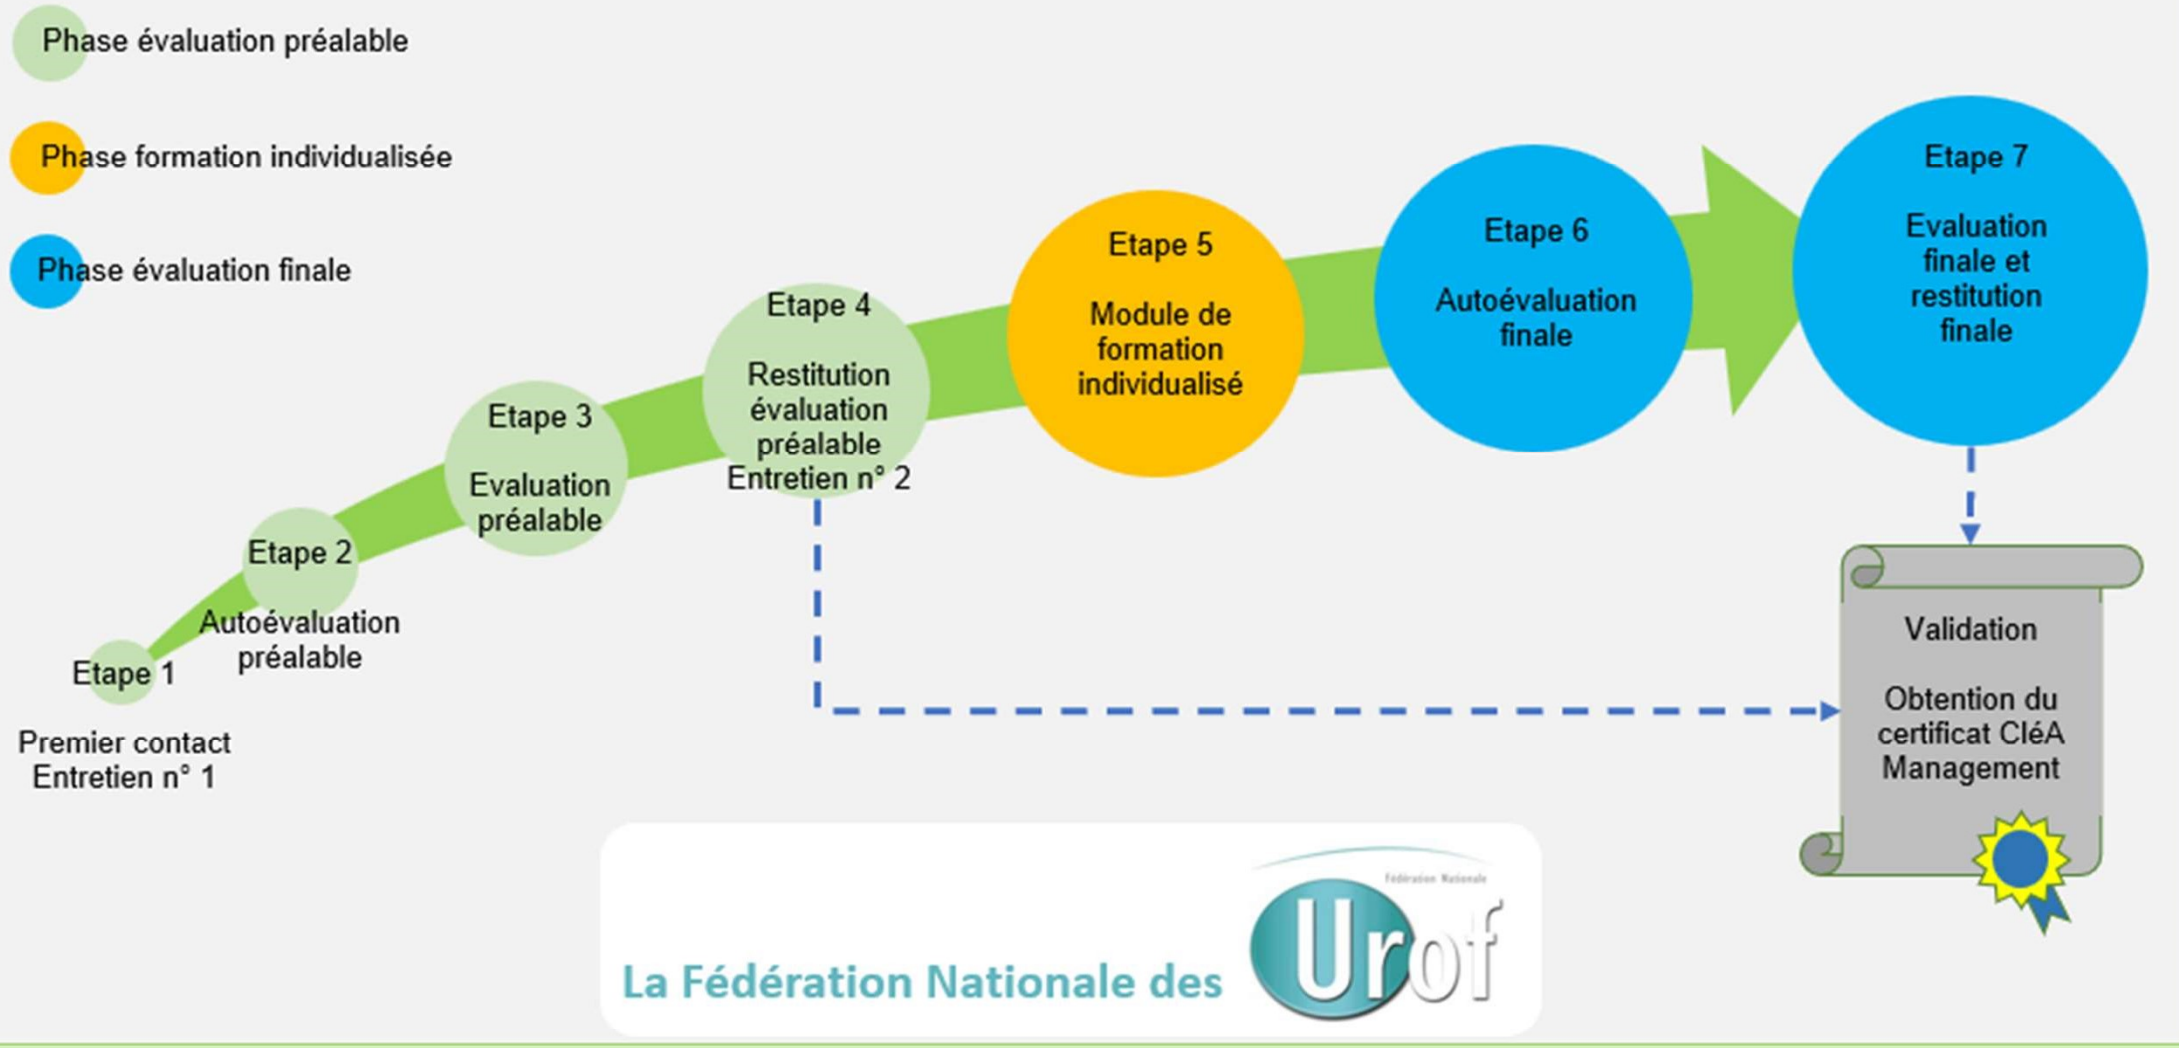 Phase évaluation préalable
Phase formation individualisée
Phase évaluation finale
Etape 1
Premier contact
Entretien n° 1
Etape 2
Autoévaluation
préalable
Etape 3
Evaluation
préalable
Etape 4
Restitution
évaluation
préalable
Entretien n° 2
Etape 5
Module de
formation
individualisé
Etape 6
Autoévaluation
finale
Etape 7
Evaluation
finale et
restitution
finale
Validation
Obtention du
certificat CléA
Management
La Fédération Nationale des
Fédération Nationale
Urof